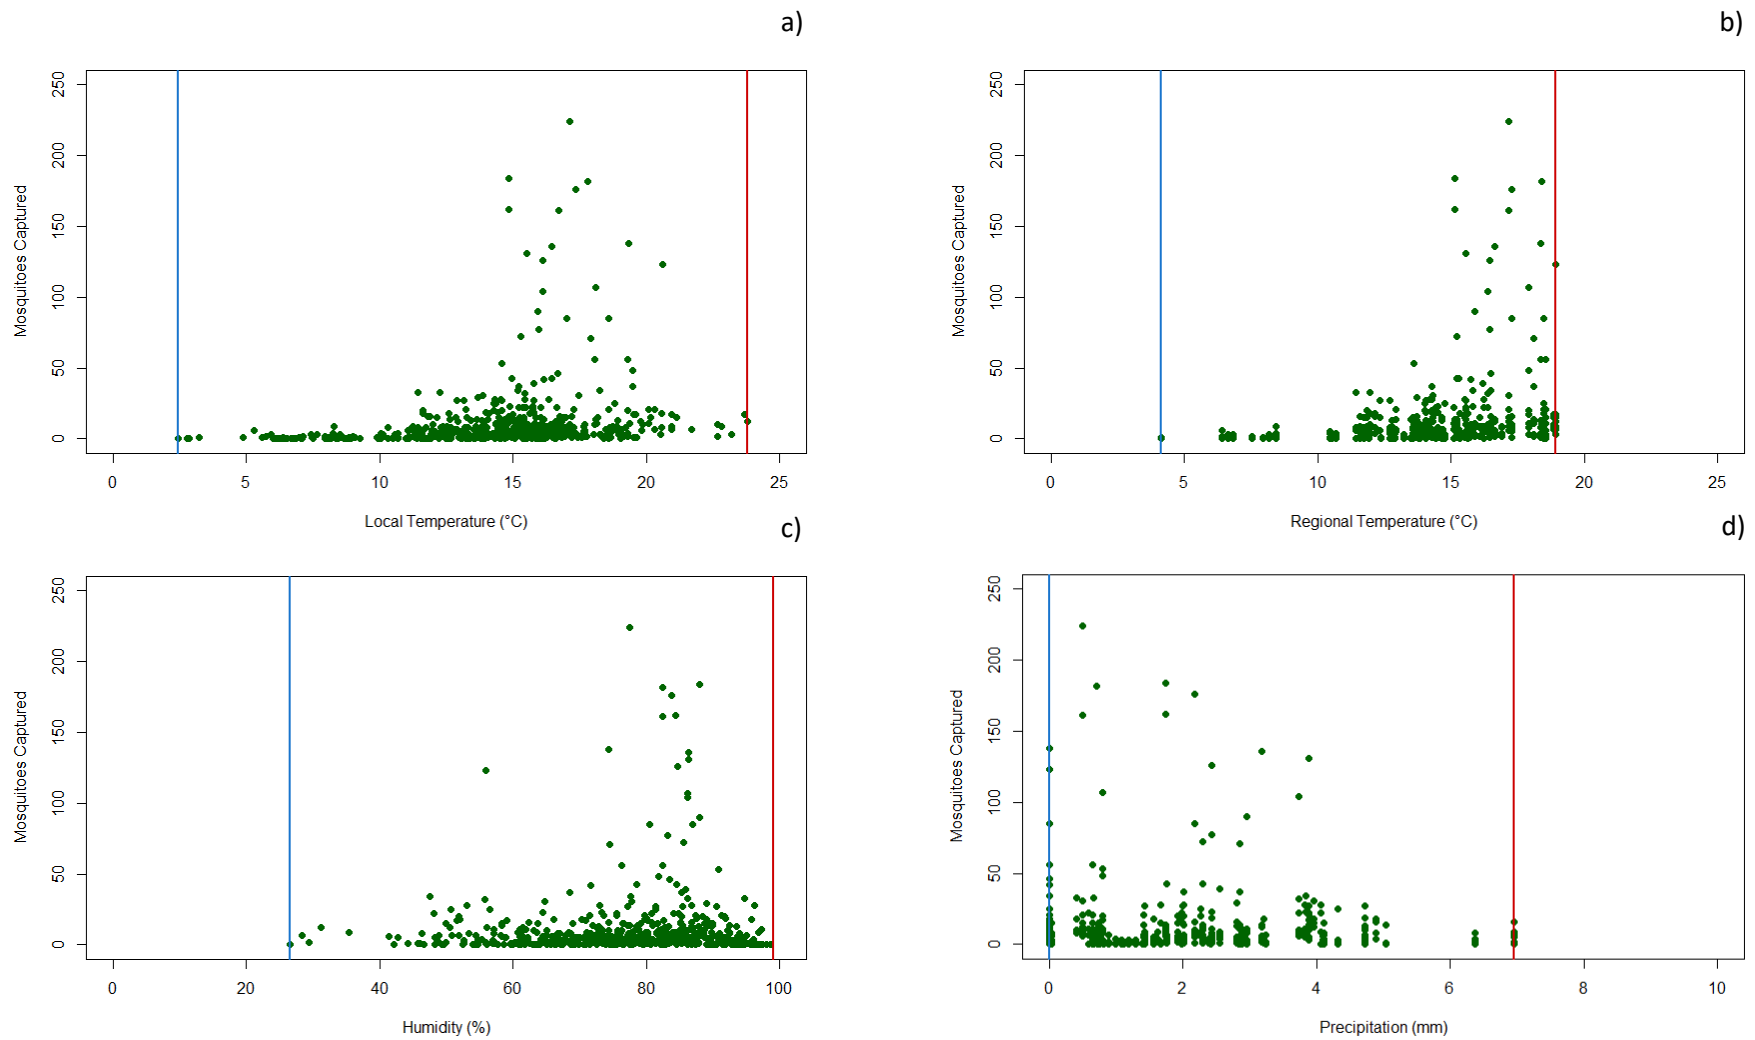 a)
250
200
150
100
50
0
Mosquitoes Captured
0 5 10 15 20 25
Local Temperature (°C)
b)
250
200
150
100
50
0
Mosquitoes Captured
0 5 10 15 20 25
Regional Temperature (°C)
c)
250
200
150
100
50
0
Mosquitoes Captured
0 20 40 60 80 100
Humidity (%)
d)
250
200
150
100
50
0
Mosquitoes Captured
0 2 4 6 8 10
Precipitation (mm)